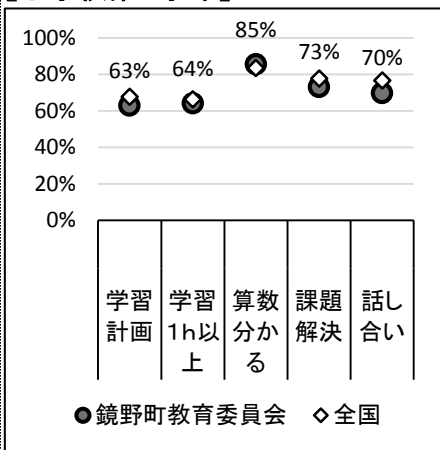 100%
80%
60%
40%
20%
0%
63%
64%
85%
73%
70%
学習
計画
学習
1h以
上
算数
分か
る
課題
解決
話し
合い
鏡野町教育委員会 全国